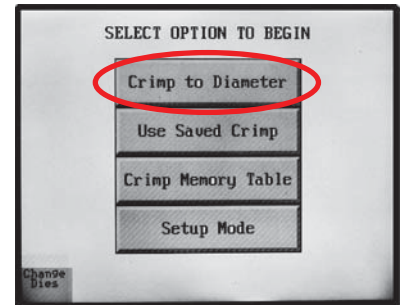 SELECT OPTION TO BEGIN
Crimp to Diameter
Use Saved Crimp
Crimp Memory Table
Setup Mode
Change
Dies